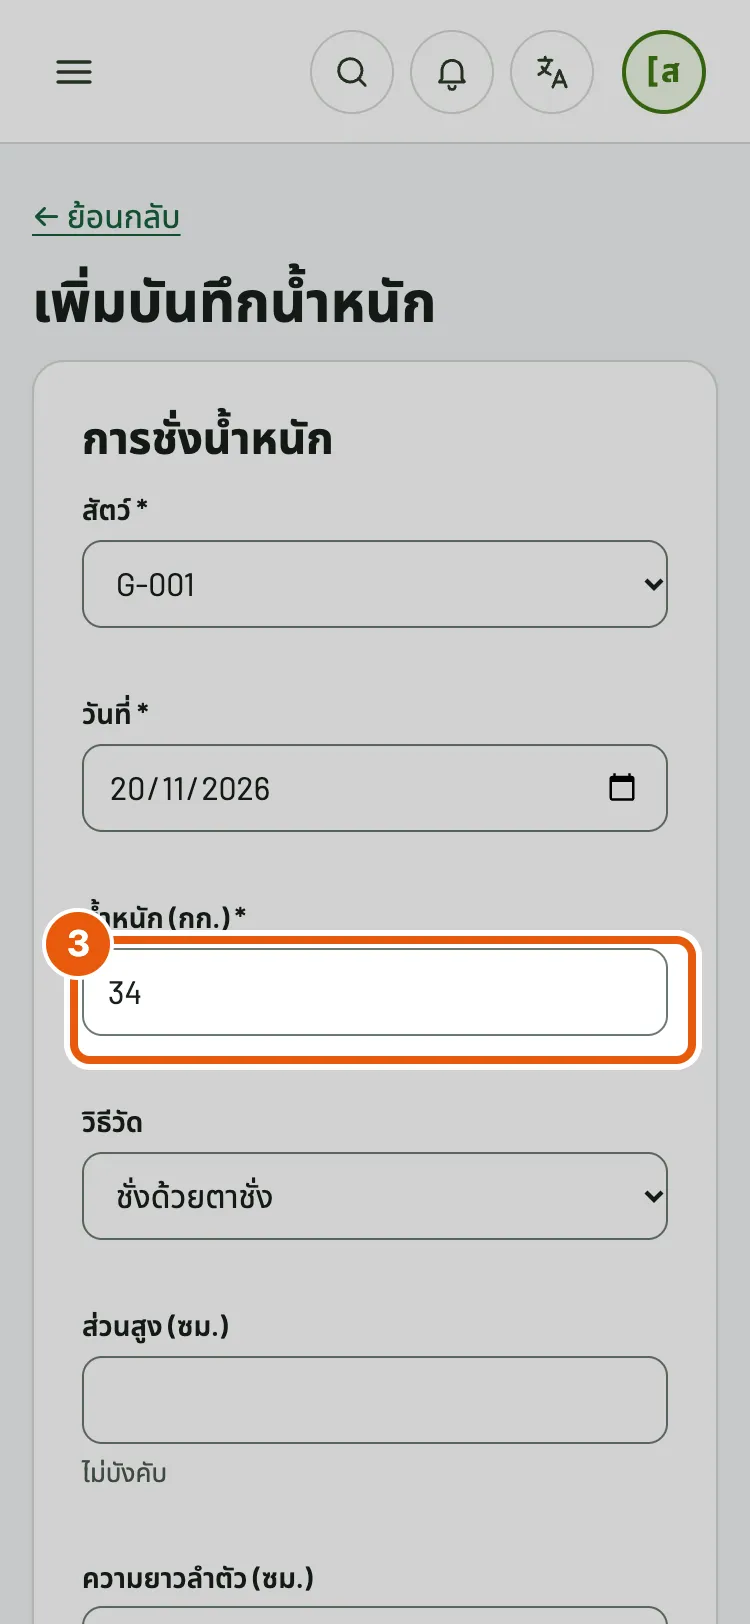 [ส
← ย้อนกลับ
เพิ่มบันทึกน้ำหนัก
การชั่งน้ำหนัก
สัตว์ *
G-001
วันที่ *
20/11/2026
น้ำหนัก (กก.) *
3
34
วิธีวัด
ชั่งด้วยตาชั่ง
ส่วนสูง (ซม.)
ไม่บังคับ
ความยาวลำตัว (ซม.)